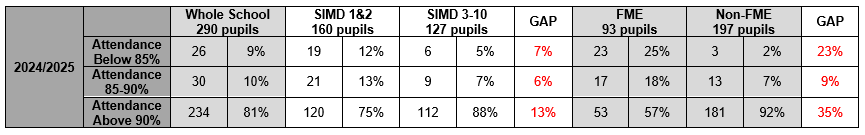 Whole School 290 pupils SIMD 1&2 160 pupils SIMD 3-10 127 pupils GAP FME 93 pupils Non-FME 197 pupils GAP
2024/2025
Attendance Below 85% 26 9% 19 12% 6 5% 7% 23 25% 3 2% 23%
Attendance 85-90% 30 10% 21 13% 9 7% 6% 17 18% 13 7% 9%
Attendance Above 90% 234 81% 120 75% 112 88% 13% 53 57% 181 92% 35%